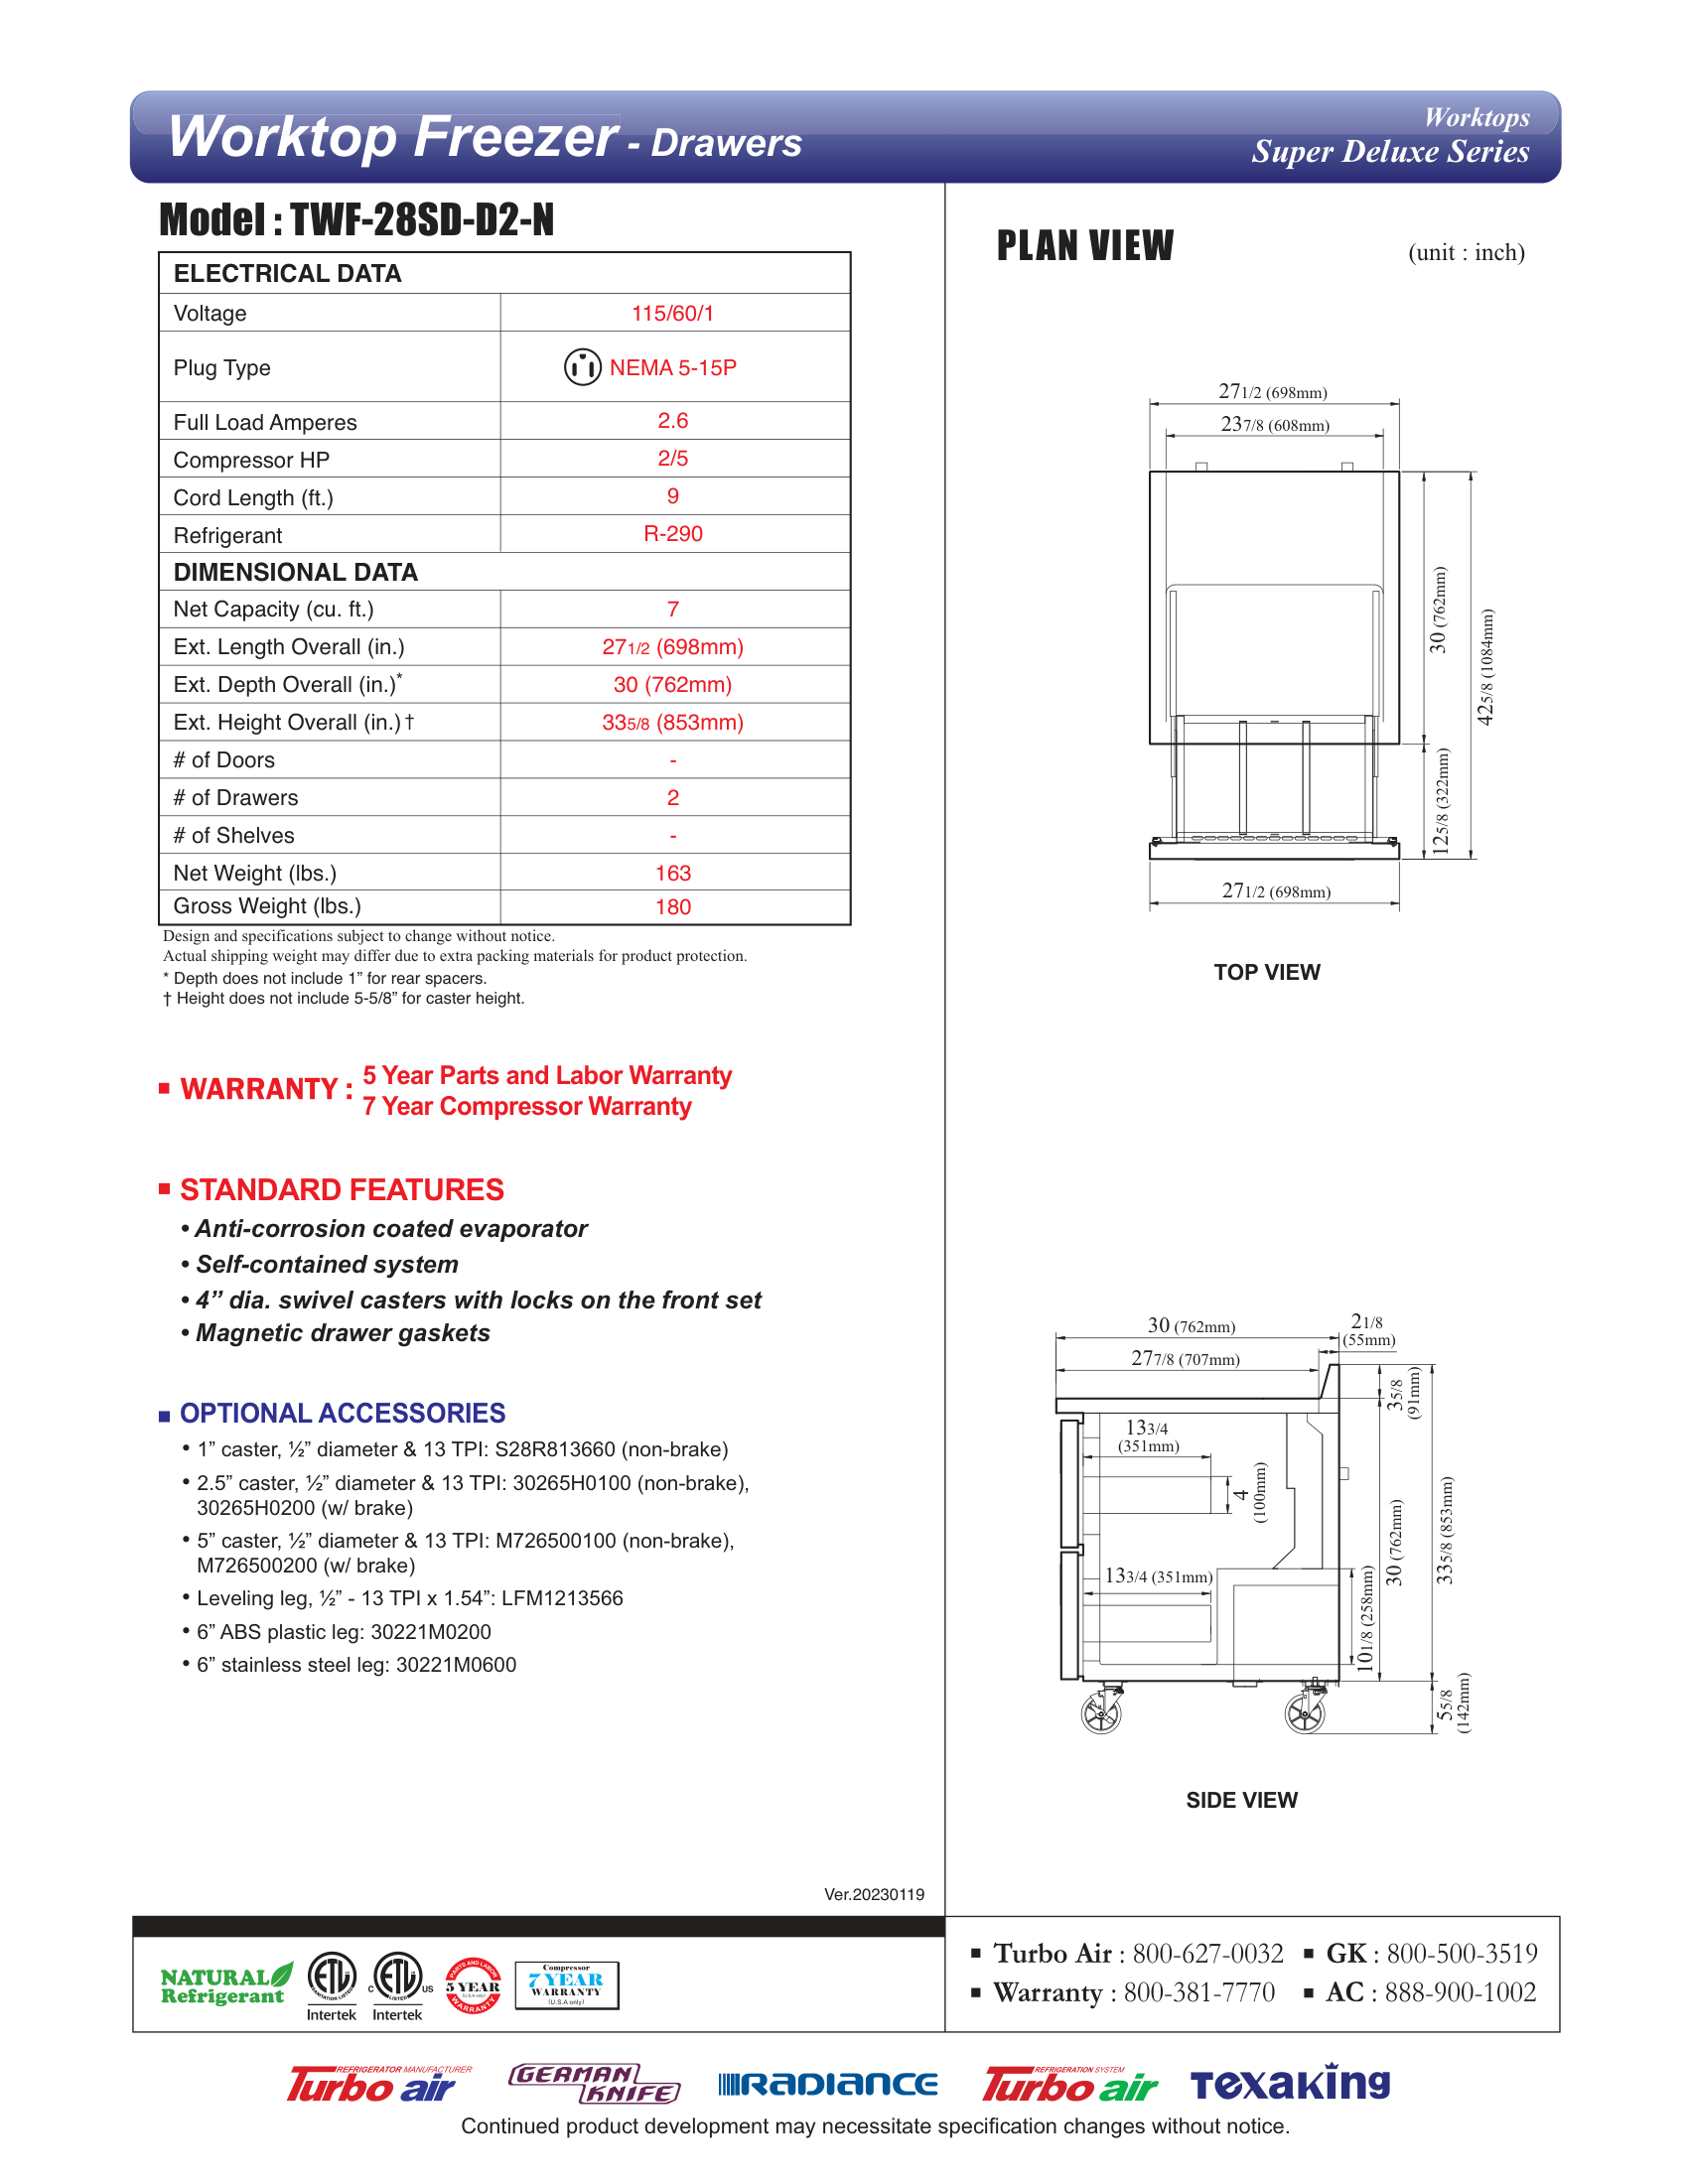 Worktop Freezer - Drawers
Worktops
Super Deluxe Series
Model : TWF-28SD-D2-N
ELECTRICAL DATA
Voltage 115/60/1
Plug Type NEMA 5-15P
Full Load Amperes 2.6
Compressor HP 2/5
Cord Length (ft.) 9
Refrigerant R-290
DIMENSIONAL DATA
Net Capacity (cu. ft.) 7
Ext. Length Overall (in.) 27 1/2 (698mm)
Ext. Depth Overall (in.)* 30 (762mm)
Ext. Height Overall (in.) † 33 5/8 (853mm)
# of Doors -
# of Drawers 2
# of Shelves -
Net Weight (lbs.) 163
Gross Weight (lbs.) 180
Design and specifications subject to change without notice.
Actual shipping weight may differ due to extra packing materials for product protection.
* Depth does not include 1” for rear spacers.
† Height does not include 5-5/8” for caster height.
■ WARRANTY : 5 Year Parts and Labor Warranty
7 Year Compressor Warranty
■ STANDARD FEATURES
• Anti-corrosion coated evaporator
• Self-contained system
• 4” dia. swivel casters with locks on the front set
• Magnetic drawer gaskets
■ OPTIONAL ACCESSORIES
• 1” caster, ½” diameter & 13 TPI: S28R813660 (non-brake)
• 2.5” caster, ½” diameter & 13 TPI: 30265H0100 (non-brake),
30265H0200 (w/ brake)
• 5” caster, ½” diameter & 13 TPI: M726500100 (non-brake),
M726500200 (w/ brake)
• Leveling leg, ½” - 13 TPI x 1.54”: LFM1213566
• 6” ABS plastic leg: 30221M0200
• 6” stainless steel leg: 30221M0600
Ver.20230119
PLAN VIEW (unit : inch)
27 1/2 (698mm)
23 7/8 (608mm)
30 (762mm)
42 5/8 (1084mm)
12 5/8 (322mm)
27 1/2 (698mm)
TOP VIEW
30 (762mm)
2 1/8
(55mm)
27 7/8 (707mm)
3 5/8
(91mm)
13 3/4
(351mm)
4
(100mm)
30 (762mm)
33 5/8 (853mm)
13 3/4 (351mm)
10 1/8 (258mm)
5 5/8
(142mm)
SIDE VIEW
NATURAL
Refrigerant
ETL
SANITATION LISTED
Intertek
C ETL US
LISTED
Intertek
PARTS AND LABOR
5 YEAR
(U.S.A only)
WARRANTY
Compressor
7 YEAR
WARRANTY
(U.S.A only)
■ Turbo Air : 800-627-0032 ■ GK : 800-500-3519
■ Warranty : 800-381-7770 ■ AC : 888-900-1002
REFRIGERATOR MANUFACTURER
Turbo air
GERMAN
KNIFE
RADIANCE
REFRIGERATION SYSTEM
Turbo air
TEXAKING
Continued product development may necessitate specification changes without notice.